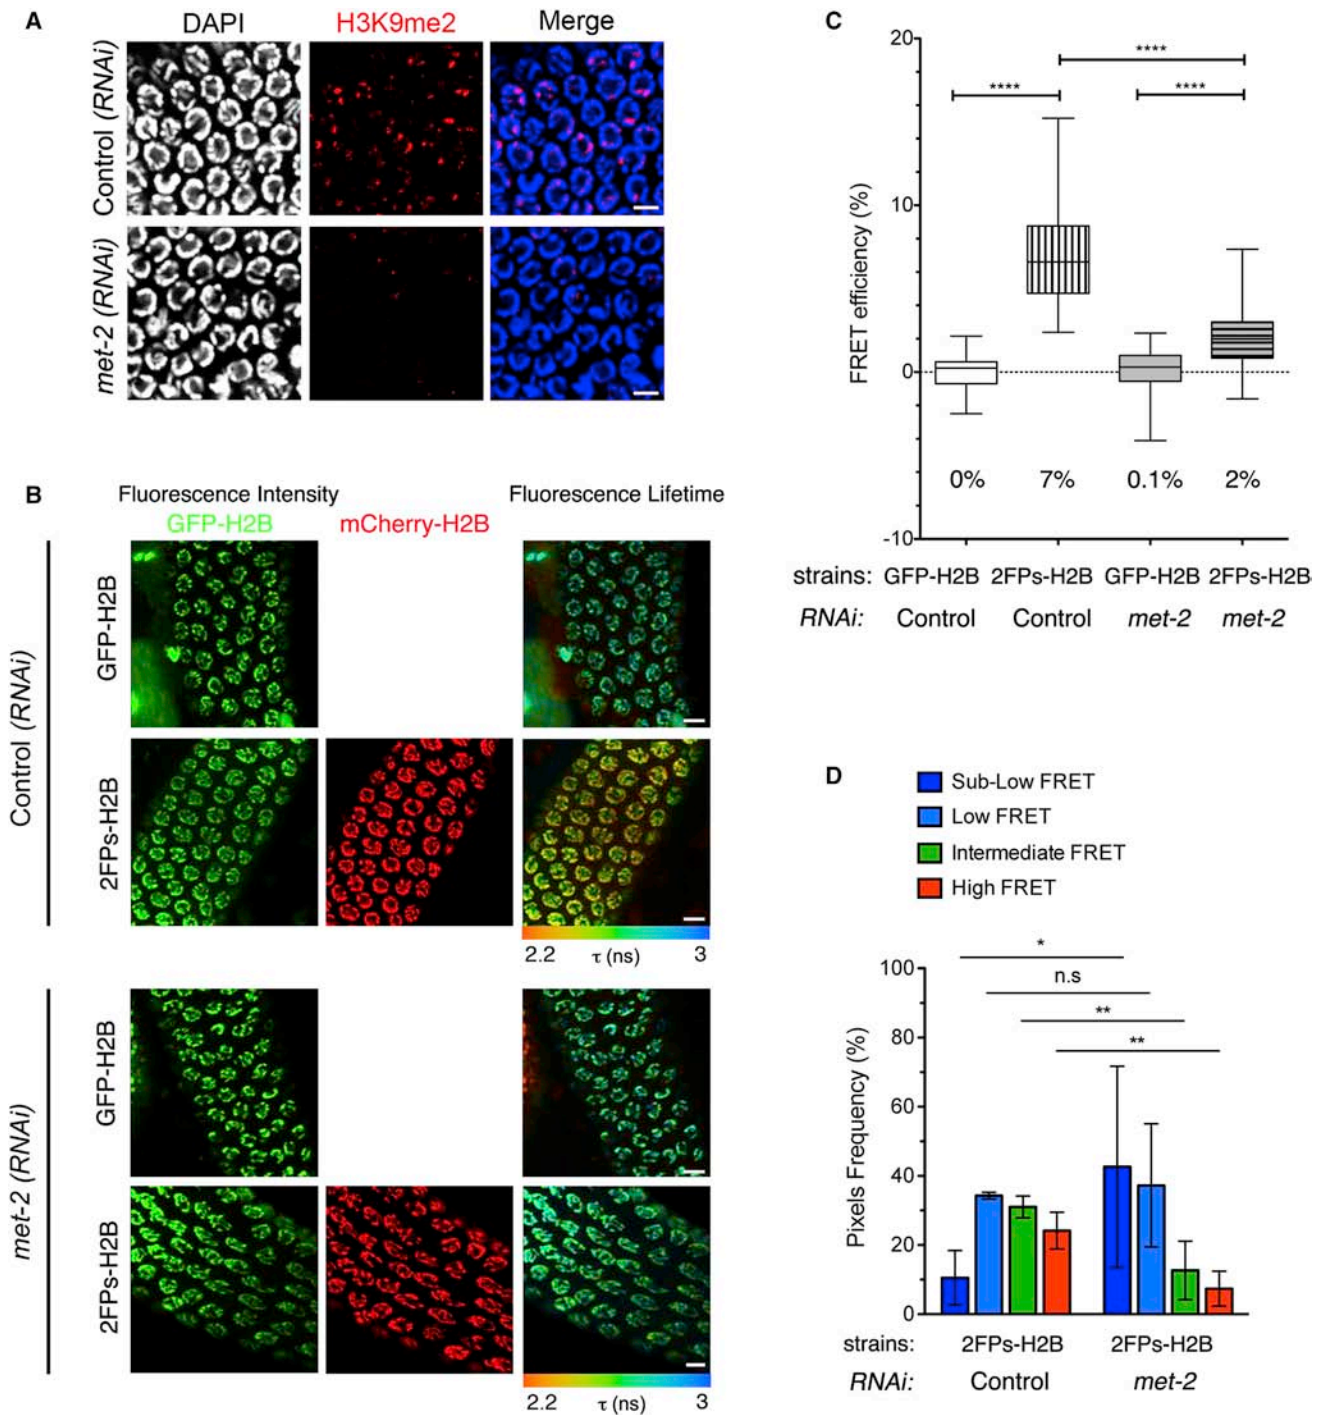 A
DAPI
H3K9me2
Merge
Control (RNAi)
met-2 (RNAi)
B
Fluorescence Intensity
Fluorescence Lifetime
GFP-H2B
mCherry-H2B
Control (RNAi)
GFP-H2B
2FPs-H2B
2.2 τ (ns) 3
met-2 (RNAi)
GFP-H2B
2FPs-H2B
2.2 τ (ns) 3
C
20
10
0
-10
FRET efficiency (%)
****
****
****
0% 7% 0.1% 2%
strains: GFP-H2B 2FPs-H2B GFP-H2B 2FPs-H2B
RNAi: Control Control met-2 met-2
D
Sub-Low FRET
Low FRET
Intermediate FRET
High FRET
Pixels Frequency (%)
100
80
60
40
20
0
*
n.s
**
**
strains: 2FPs-H2B 2FPs-H2B
RNAi: Control met-2